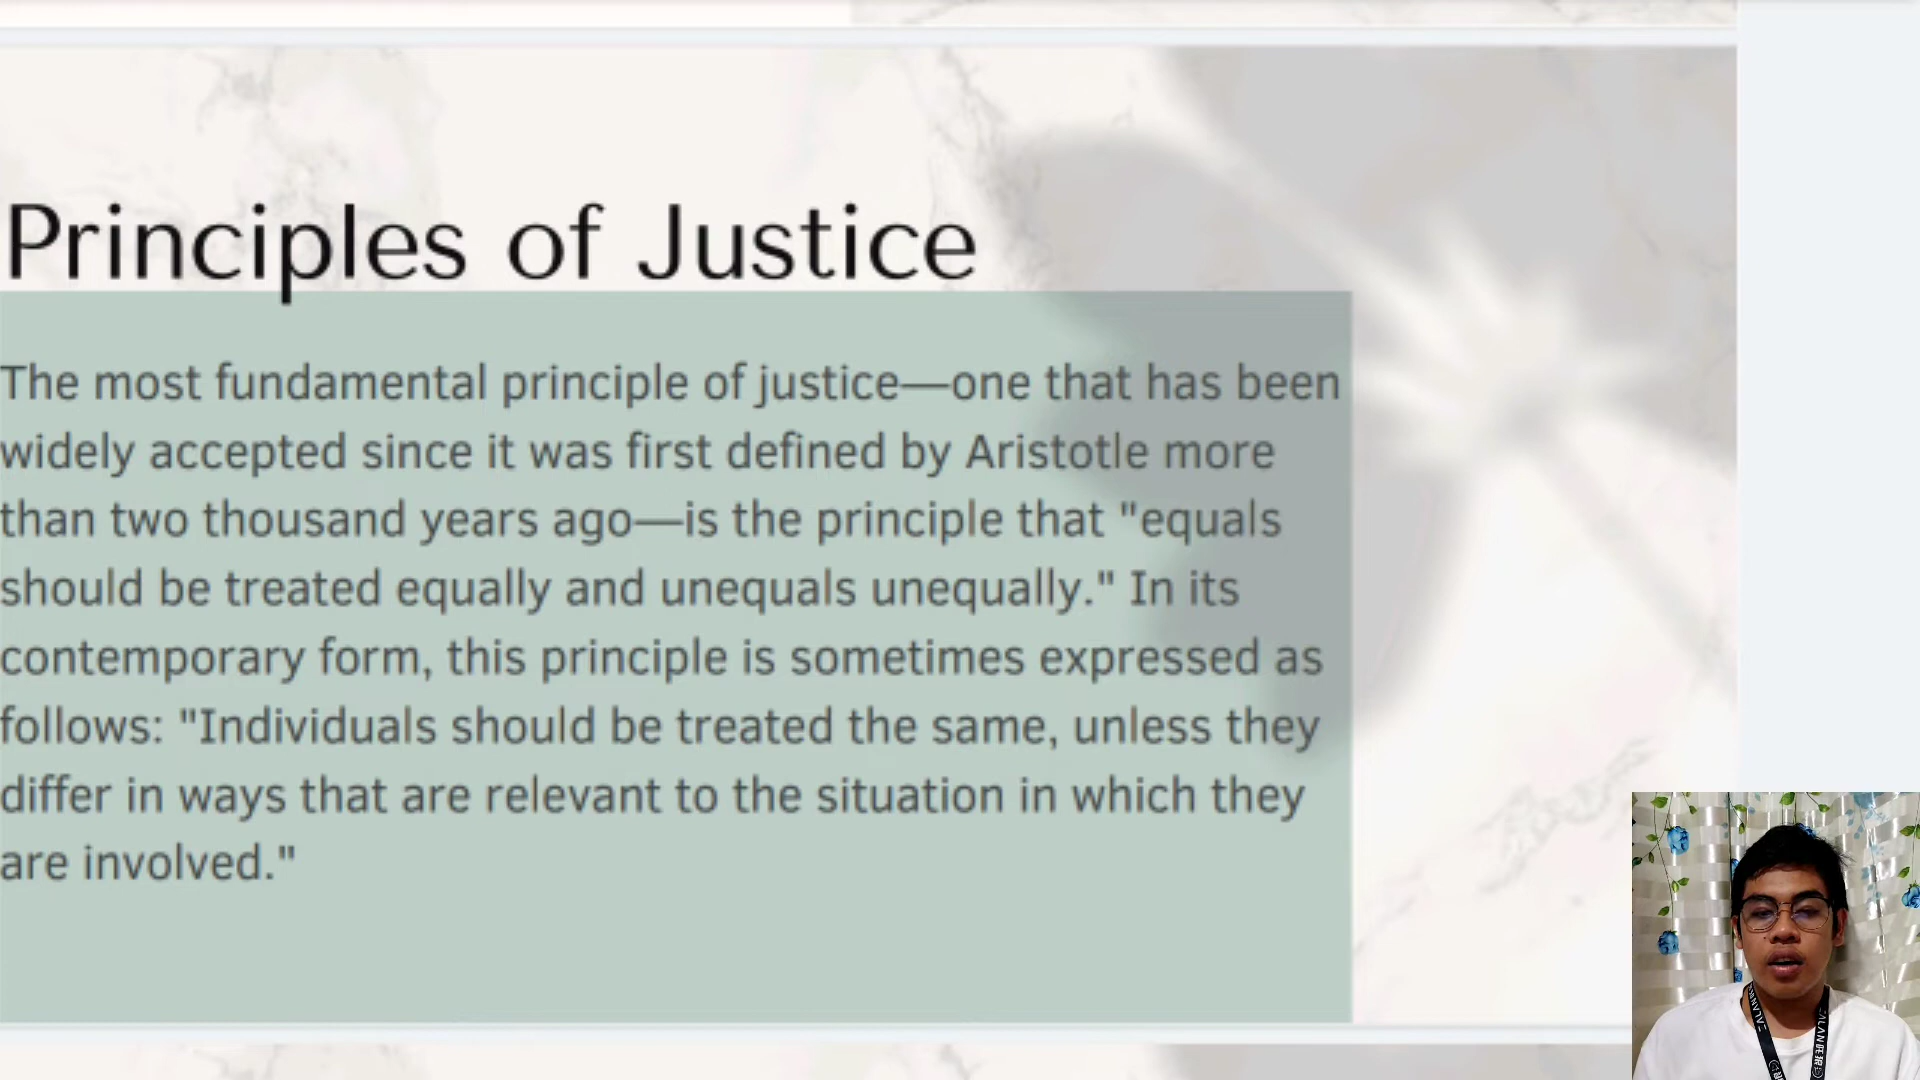 Principles of Justice
The most fundamental principle of justice—one that has been
widely accepted since it was first defined by Aristotle more
than two thousand years ago—is the principle that "equals
should be treated equally and unequals unequally." In its
contemporary form, this principle is sometimes expressed as
follows: "Individuals should be treated the same, unless they
differ in ways that are relevant to the situation in which they
are involved."